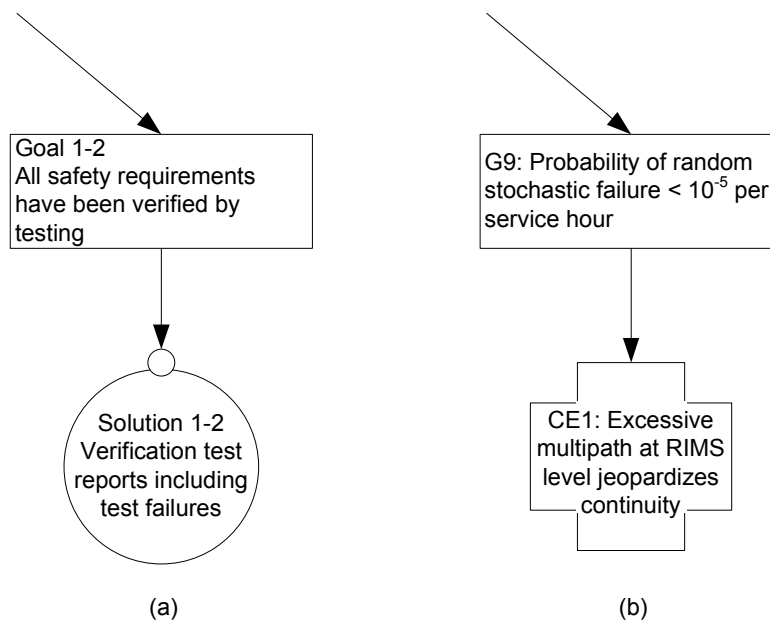 Goal 1-2
All safety requirements
have been verified by
testing
Solution 1-2
Verification test
reports including
test failures
(a)
G9: Probability of random
stochastic failure < 10⁻⁵ per
service hour
CE1: Excessive
multipath at RIMS
level jeopardizes
continuity
(b)